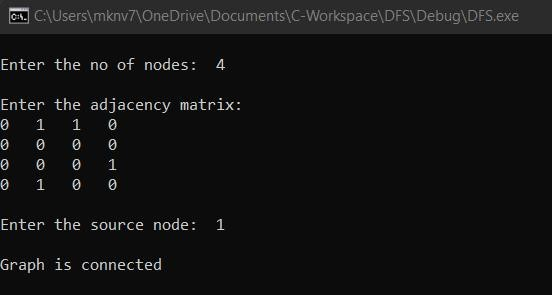 C:\Users\mknv7\OneDrive\Documents\C-Workspace\DFS\Debug\DFS.exe
Enter the no of nodes:  4
Enter the adjacency matrix:
0   1   1   0
0   0   0   0
0   0   0   1
0   1   0   0
Enter the source node:  1
Graph is connected